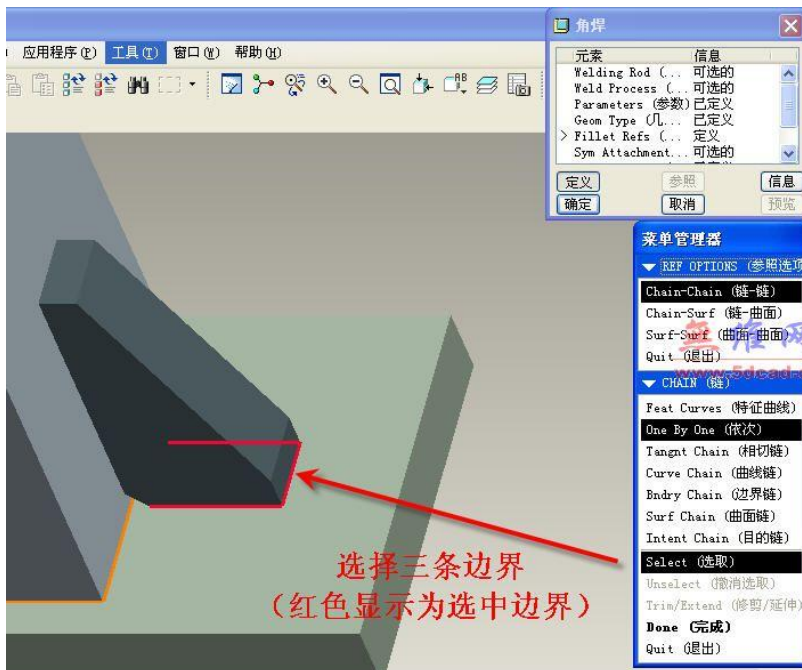 应用程序(P) 工具(T) 窗口(W) 帮助(H)
角焊
元素 信息
Welding Rod (... 可选的
Weld Process (... 可选的
Parameters (参数) 已定义
Geom Type (几... 已定义
> Fillet Refs (... 定义
Sym Attachment... 可选的
定义 参照 信息
确定 取消 预览
菜单管理器
REF OPTIONS (参照选项
Chain-Chain (链-链)
Chain-Surf (链-曲面)
Surf-Surf (曲面-曲面)
Quit (退出)
www.5dcad.c
CHAIN (链)
Feat Curves (特征曲线)
One By One (依次)
Tangnt Chain (相切链)
Curve Chain (曲线链)
Bndry Chain (边界链)
Surf Chain (曲面链)
Intent Chain (目的链)
Select (选取)
Unselect (撤消选取)
Trim/Extend (修剪/延伸)
Done (完成)
Quit (退出)
选择三条边界
(红色显示为选中边界)